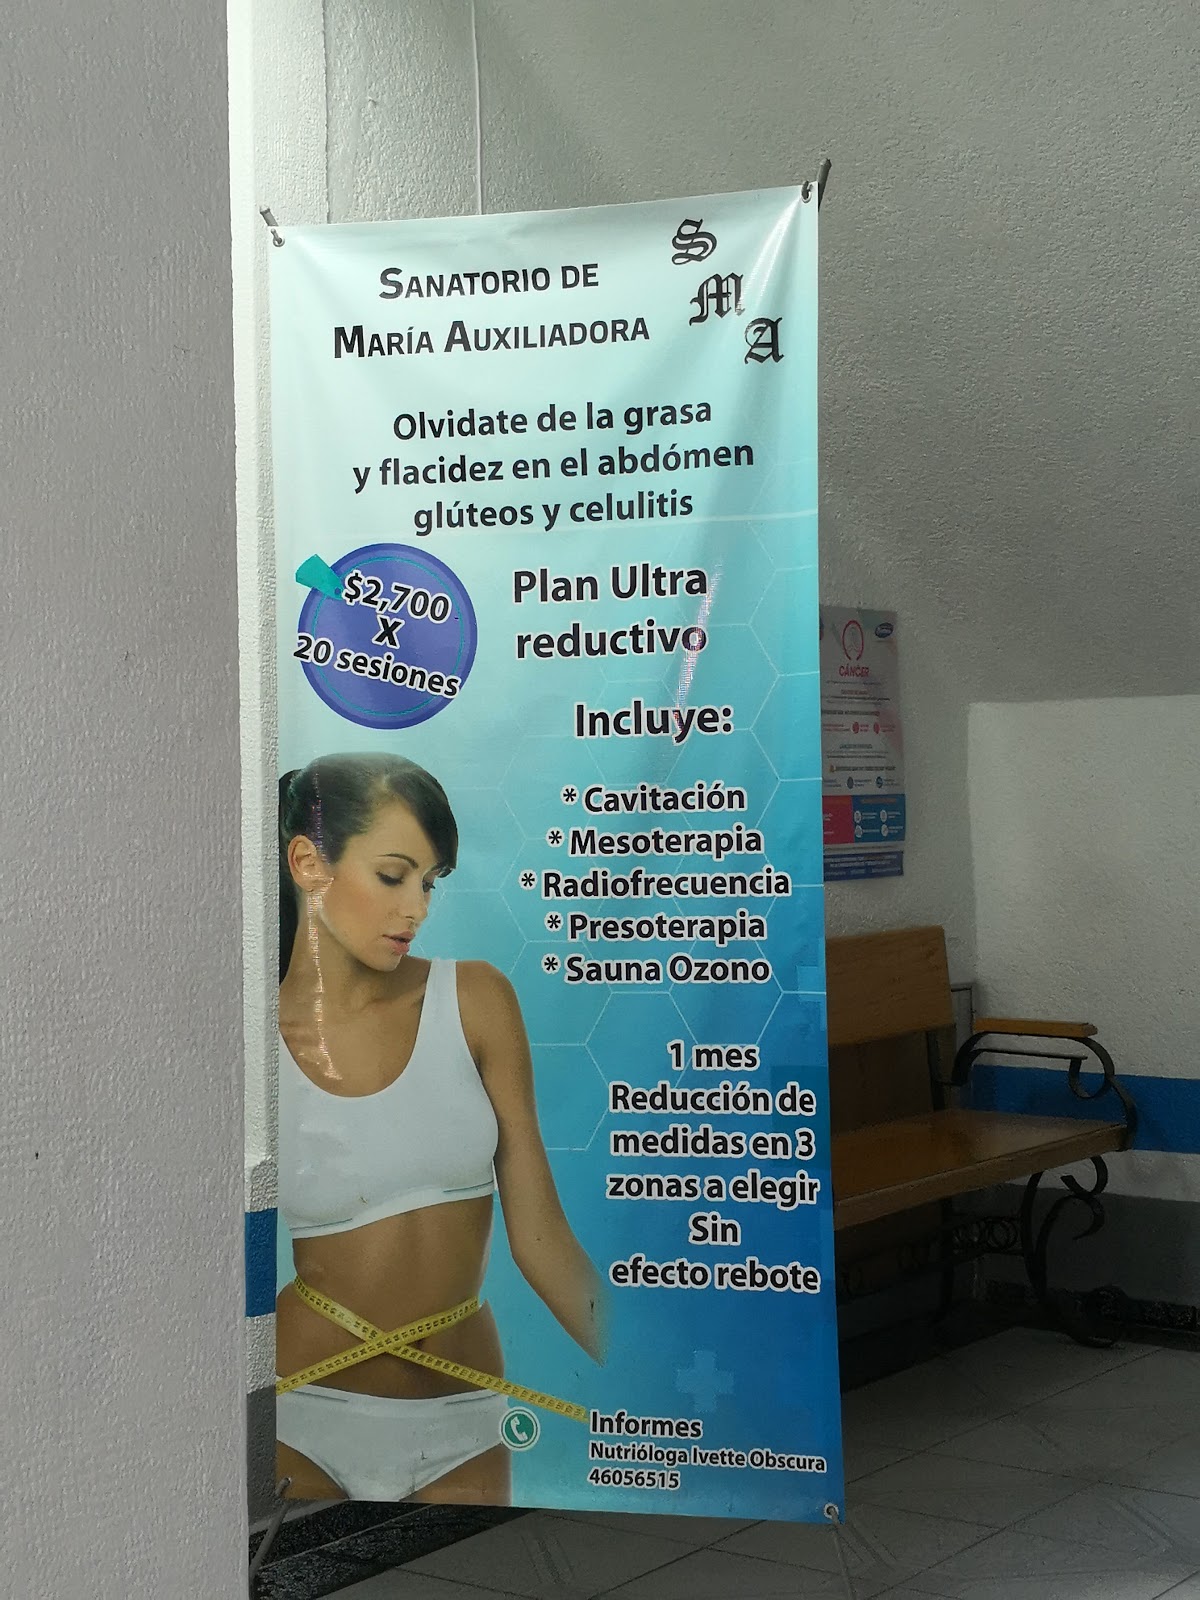 SANATORIO DE
MARÍA AUXILIADORA
S
M
A
Olvidate de la grasa
y flacidez en el abdómen
glúteos y celulitis
$2,700
X
20 sesiones
Plan Ultra
reductivo
Incluye:
* Cavitación
* Mesoterapia
* Radiofrecuencia
* Presoterapia
* Sauna Ozono
1 mes
Reducción de
medidas en 3
zonas a elegir
Sin
efecto rebote
Informes
Nutrióloga Ivette Obscura
46056515
CÁNCER